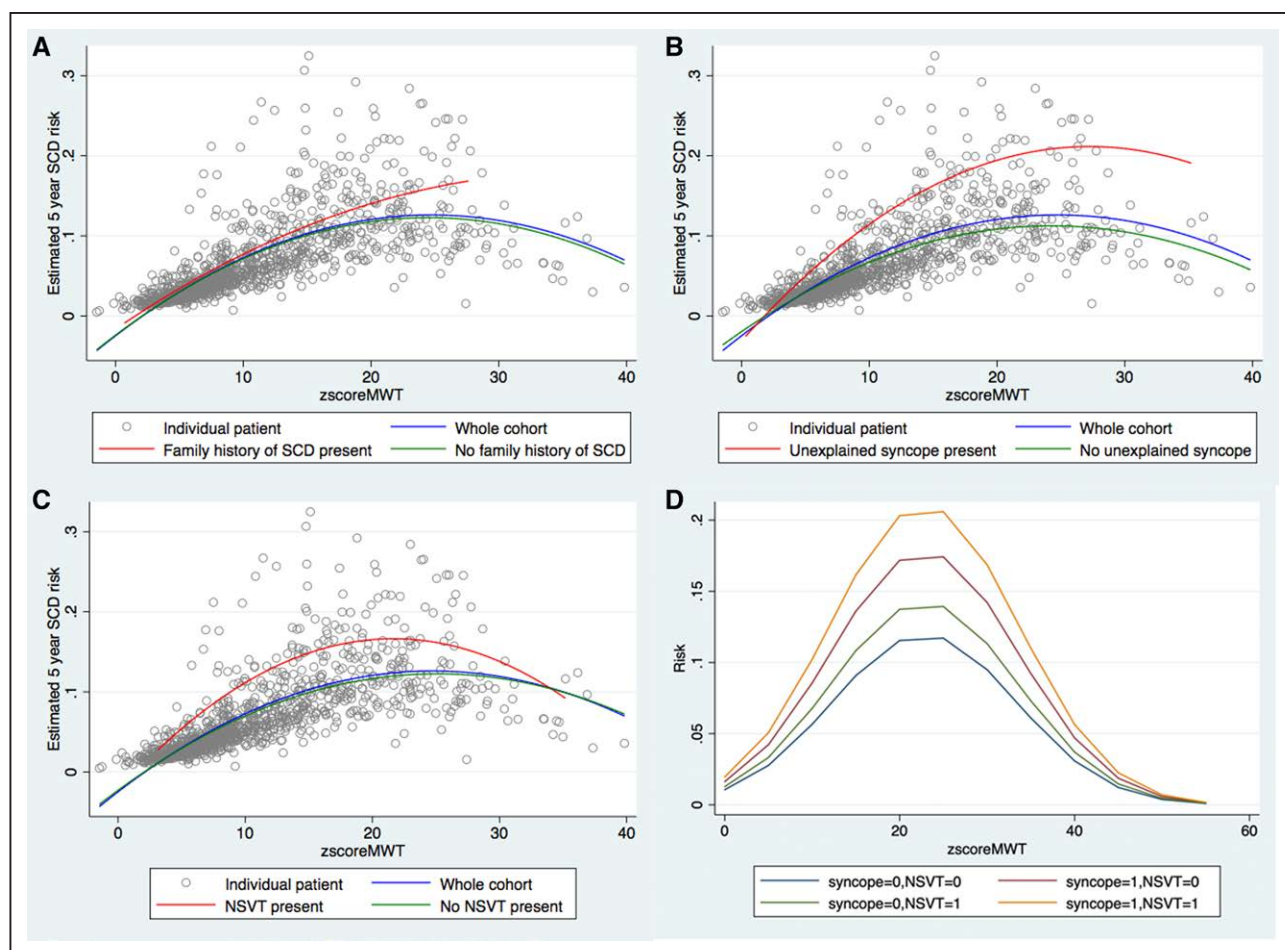 A
Estimated 5 year SCD risk
.3
.2
.1
0
0 10 20 30 40
zscoreMWT
Individual patient Whole cohort
Family history of SCD present No family history of SCD
B
Estimated 5 year SCD risk
.3
.2
.1
0
0 10 20 30 40
zscoreMWT
Individual patient Whole cohort
Unexplained syncope present No unexplained syncope
C
Estimated 5 year SCD risk
.3
.2
.1
0
0 10 20 30 40
zscoreMWT
Individual patient Whole cohort
NSVT present No NSVT present
D
Risk
.2
.15
.1
.05
0
0 20 40 60
zscoreMWT
syncope=0,NSVT=0 syncope=1,NSVT=0
syncope=0,NSVT=1 syncope=1,NSVT=1